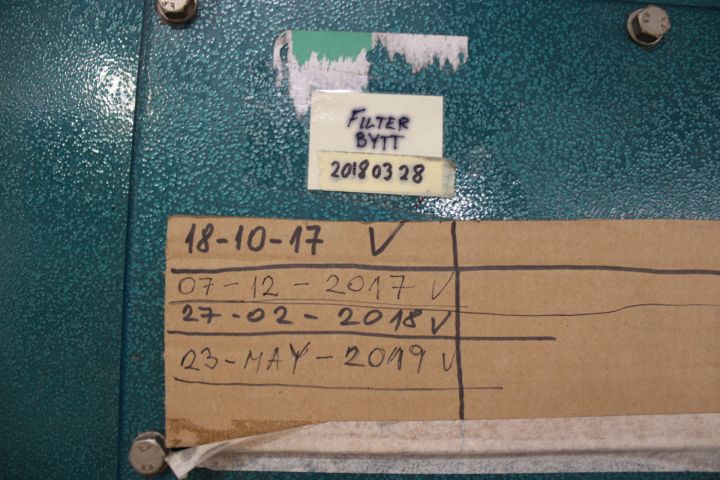 FILTER
BYTT
20180328
18-10-17 V
07-12-2017 V
27-02-2018 V
23-MAY-2019 V